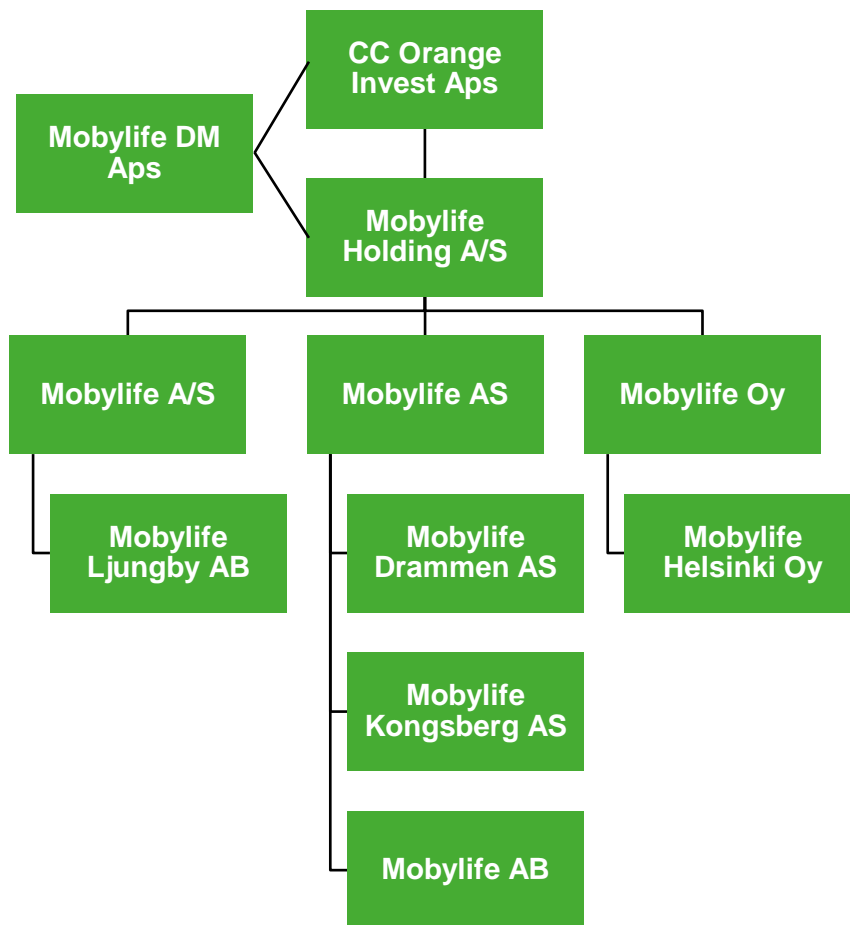 CC Orange
Invest Aps
Mobylife DM
Aps
Mobylife
Holding A/S
Mobylife A/S
Mobylife AS
Mobylife Oy
Mobylife
Ljungby AB
Mobylife
Drammen AS
Mobylife
Helsinki Oy
Mobylife
Kongsberg AS
Mobylife AB